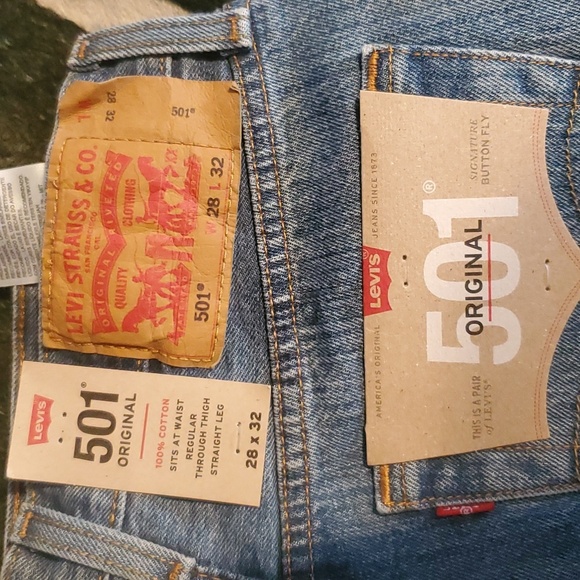 501®
28 32
LEVI STRAUSS & CO.
SAN FRANCISCO CAL
ORIGINAL RIVETED
QUALITY CLOTHING
501®
W 28 L 32
Levi's
501®
ORIGINAL
100% COTTON
SITS AT WAIST
REGULAR
THROUGH THIGH
STRAIGHT LEG
28 x 32
AMERICA'S ORIGINAL JEANS SINCE 1873
Levi's
501®
ORIGINAL
THIS IS A PAIR
of LEVI'S®
SIGNATURE
BUTTON FLY